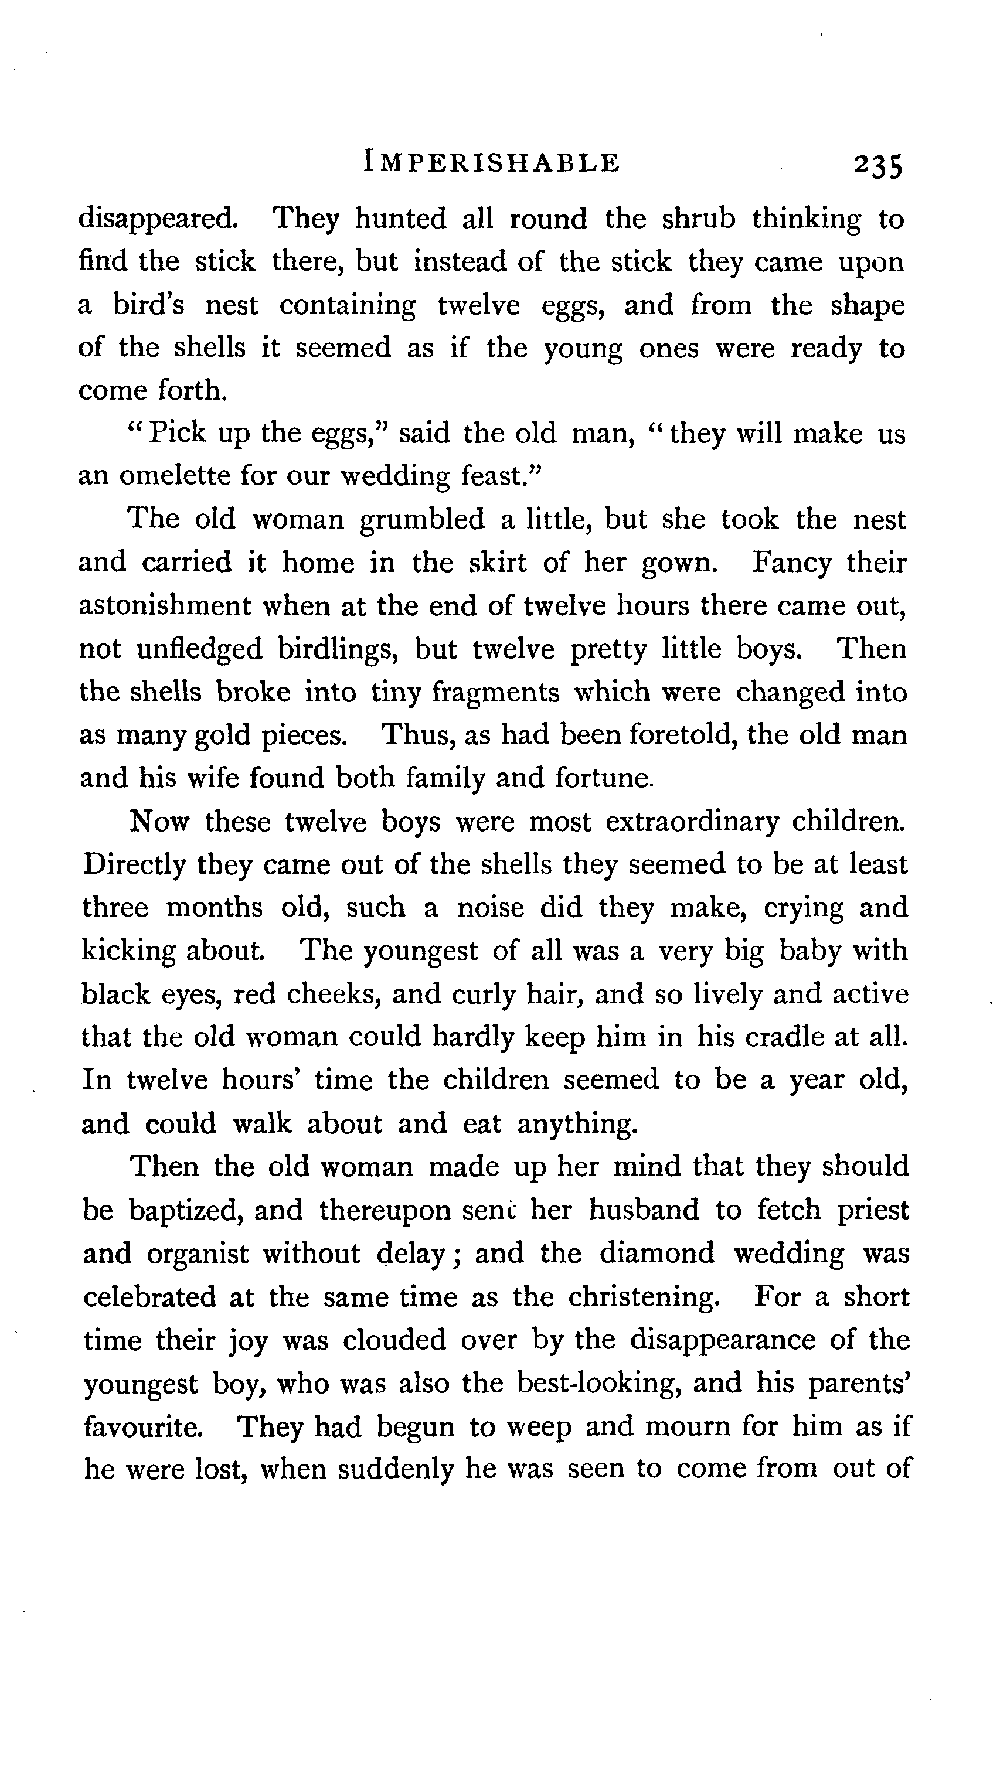 IMPERISHABLE 235
disappeared. They hunted all round the shrub thinking to
find the stick there, but instead of the stick they came upon
a bird's nest containing twelve eggs, and from the shape
of the shells it seemed as if the young ones were ready to
come forth.
"Pick up the eggs," said the old man, "they will make us
an omelette for our wedding feast."
The old woman grumbled a little, but she took the nest
and carried it home in the skirt of her gown. Fancy their
astonishment when at the end of twelve hours there came out,
not unfledged birdlings, but twelve pretty little boys. Then
the shells broke into tiny fragments which were changed into
as many gold pieces. Thus, as had been foretold, the old man
and his wife found both family and fortune.
Now these twelve boys were most extraordinary children.
Directly they came out of the shells they seemed to be at least
three months old, such a noise did they make, crying and
kicking about. The youngest of all was a very big baby with
black eyes, red cheeks, and curly hair, and so lively and active
that the old woman could hardly keep him in his cradle at all.
In twelve hours' time the children seemed to be a year old,
and could walk about and eat anything.
Then the old woman made up her mind that they should
be baptized, and thereupon sent her husband to fetch priest
and organist without delay; and the diamond wedding was
celebrated at the same time as the christening. For a short
time their joy was clouded over by the disappearance of the
youngest boy, who was also the best-looking, and his parents'
favourite. They had begun to weep and mourn for him as if
he were lost, when suddenly he was seen to come from out of